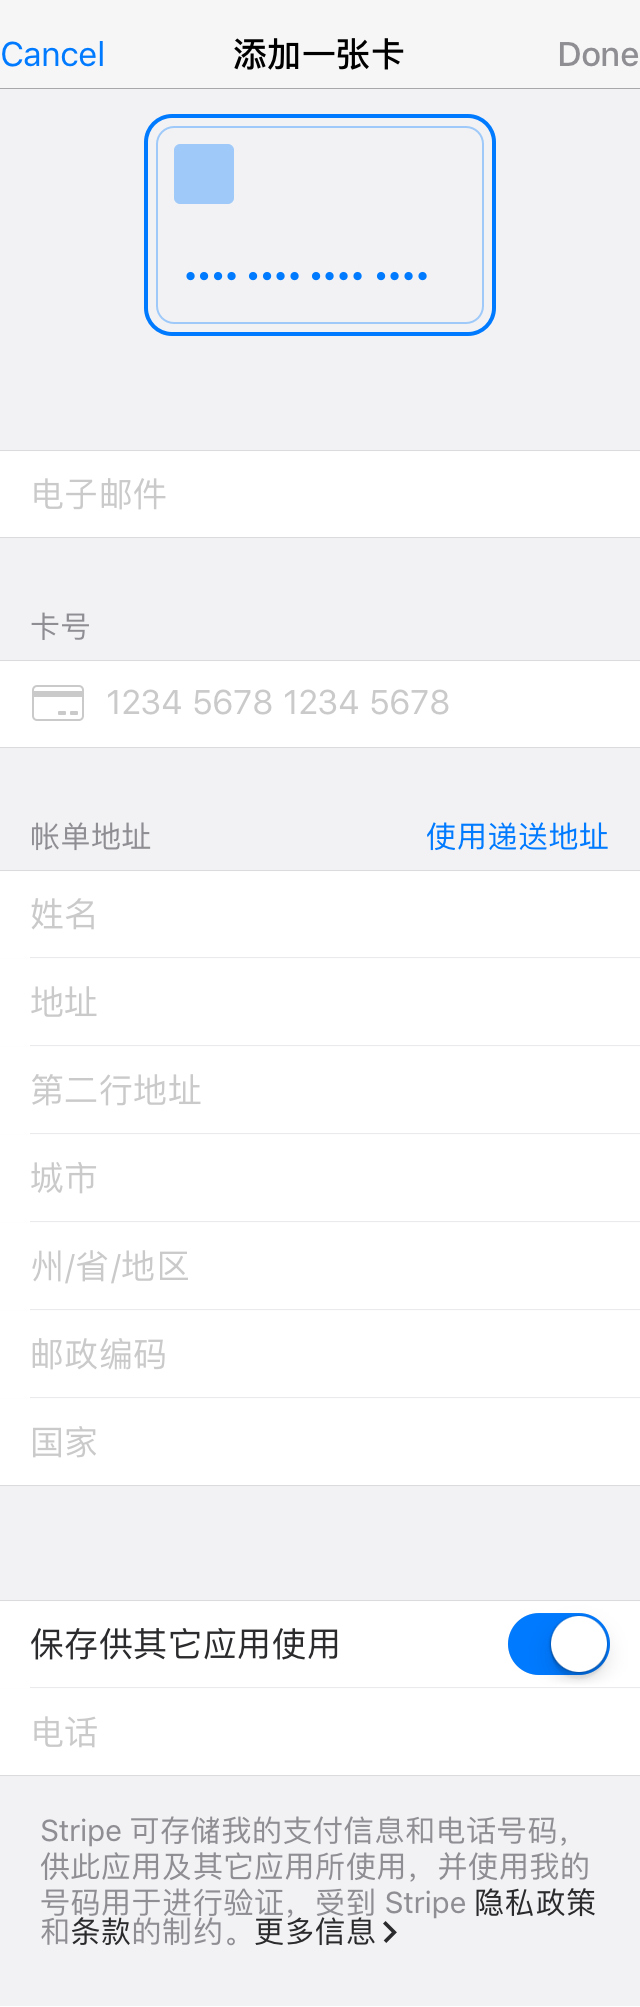 Cancel 添加一张卡 Done
电子邮件
卡号
1234 5678 1234 5678
帐单地址 使用递送地址
姓名
地址
第二行地址
城市
州/省/地区
邮政编码
国家
保存供其它应用使用
电话
Stripe 可存储我的支付信息和电话号码，
供此应用及其它应用所使用，并使用我的
号码用于进行验证，受到 Stripe 隐私政策
和条款的制约。更多信息